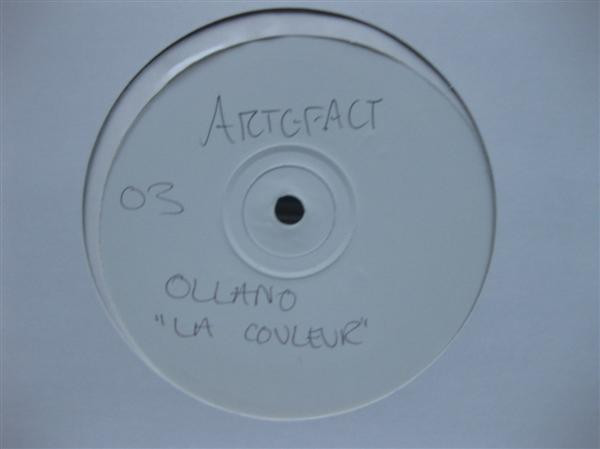 ARTEFACT
03
OLLANO
"LA COULEUR"